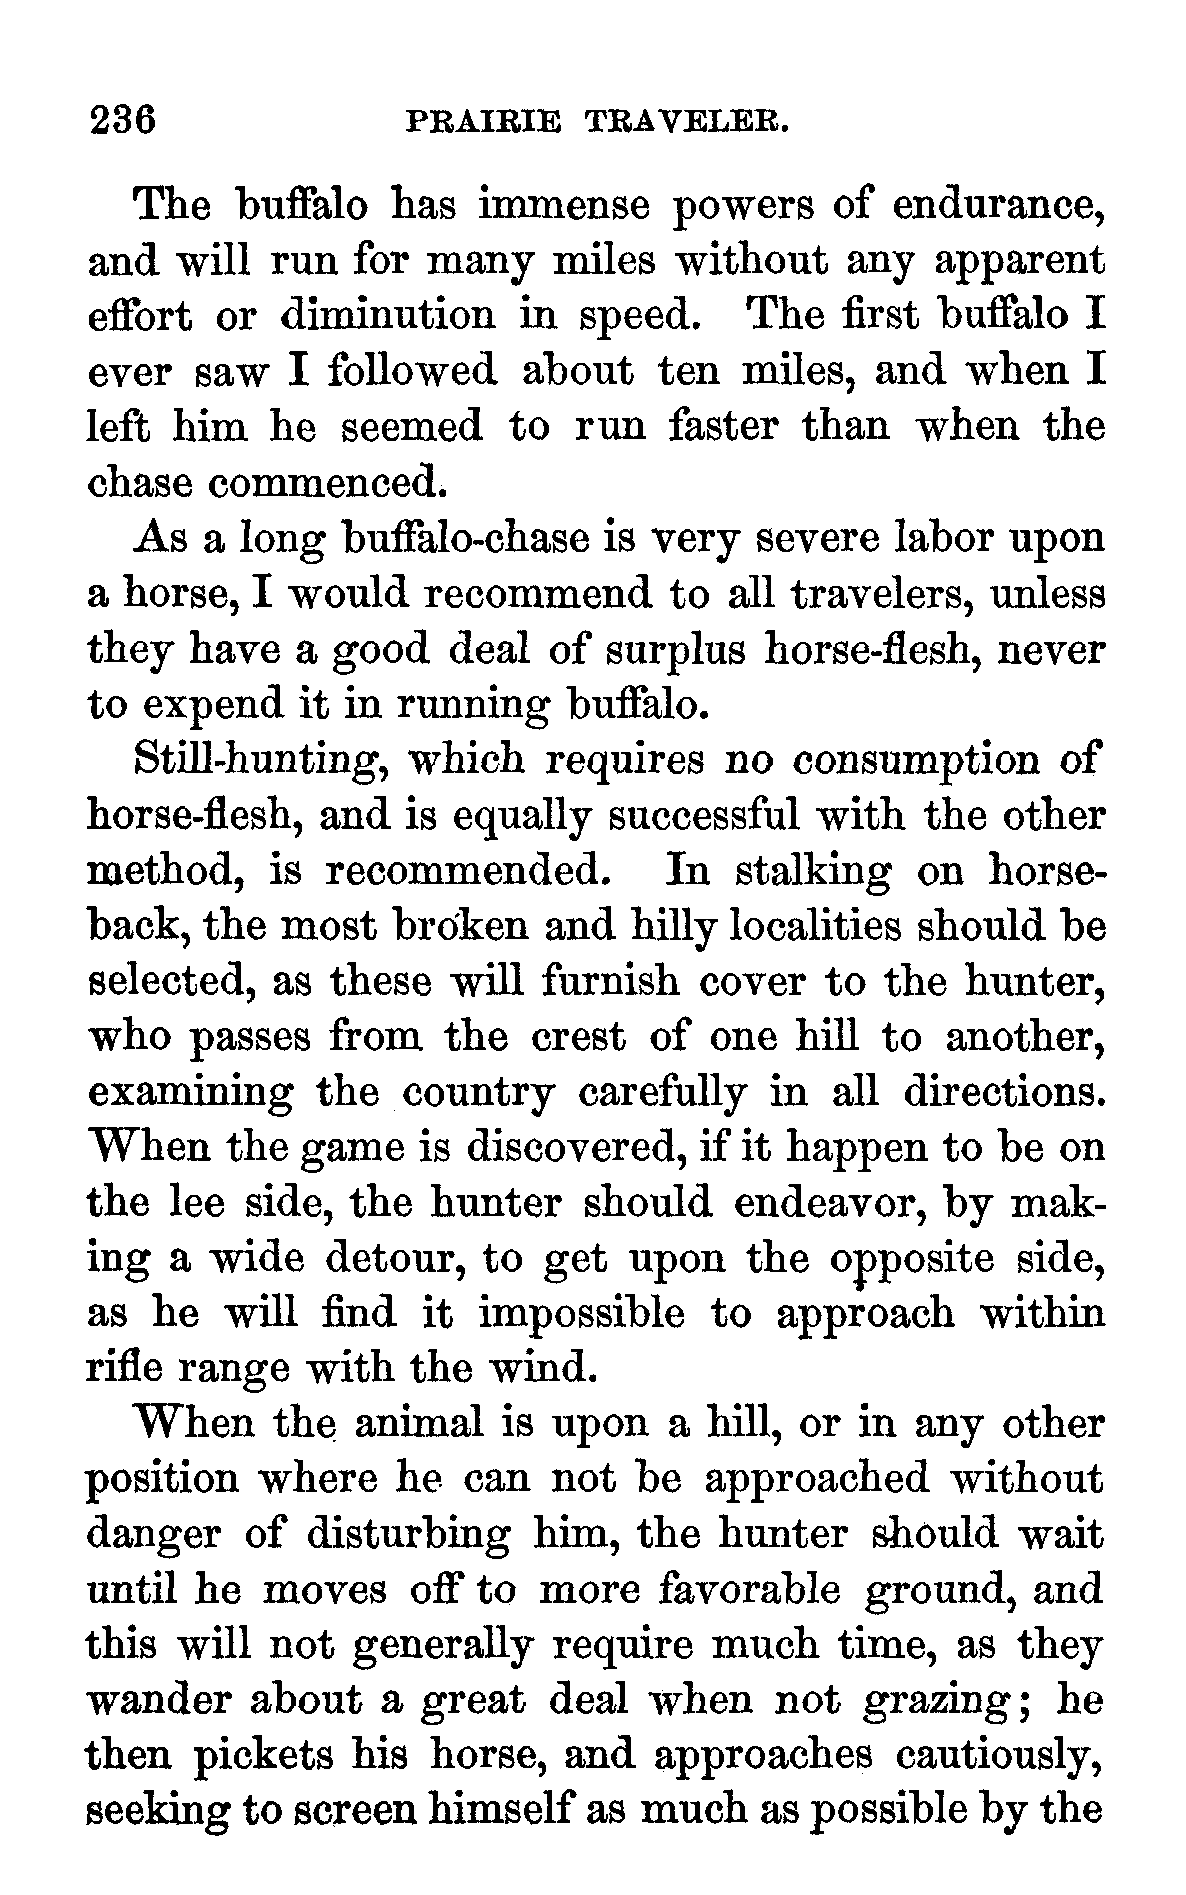 236 PRAIRIE TRAVELER.
The buffalo has immense powers of endurance,
and will run for many miles without any apparent
effort or diminution in speed. The first buffalo I
ever saw I followed about ten miles, and when I
left him he seemed to run faster than when the
chase commenced.
As a long buffalo-chase is very severe labor upon
a horse, I would recommend to all travelers, unless
they have a good deal of surplus horse-flesh, never
to expend it in running buffalo.
Still-hunting, which requires no consumption of
horse-flesh, and is equally successful with the other
method, is recommended. In stalking on horse-
back, the most broken and hilly localities should be
selected, as these will furnish cover to the hunter,
who passes from the crest of one hill to another,
examining the country carefully in all directions.
When the game is discovered, if it happen to be on
the lee side, the hunter should endeavor, by mak-
ing a wide detour, to get upon the opposite side,
as he will find it impossible to approach within
rifle range with the wind.
When the animal is upon a hill, or in any other
position where he can not be approached without
danger of disturbing him, the hunter should wait
until he moves off to more favorable ground, and
this will not generally require much time, as they
wander about a great deal when not grazing; he
then pickets his horse, and approaches cautiously,
seeking to screen himself as much as possible by the